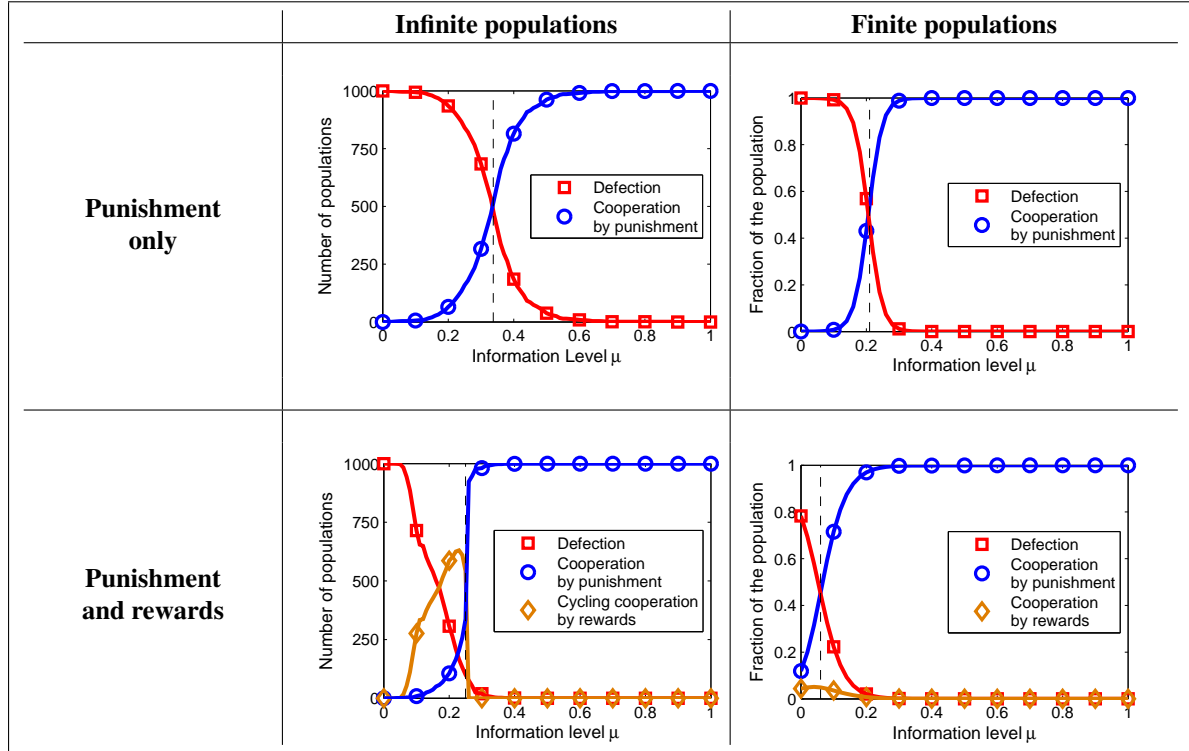 Infinite populations
Finite populations
Punishment
only
Number of populations
1000
750
500
250
0
0
0.2
0.4
0.6
0.8
1
Information Level μ
Defection
Cooperation
by punishment
Fraction of the population
1
0.8
0.6
0.4
0.2
0
0
0.2
0.4
0.6
0.8
1
Information level μ
Defection
Cooperation
by punishment
Punishment
and rewards
Number of populations
1000
750
500
250
0
0
0.2
0.4
0.6
0.8
1
Information level μ
Defection
Cooperation
by punishment
Cycling cooperation
by rewards
Fraction of the population
1
0.8
0.6
0.4
0.2
0
0
0.2
0.4
0.6
0.8
1
Information level μ
Defection
Cooperation
by punishment
Cooperation
by rewards